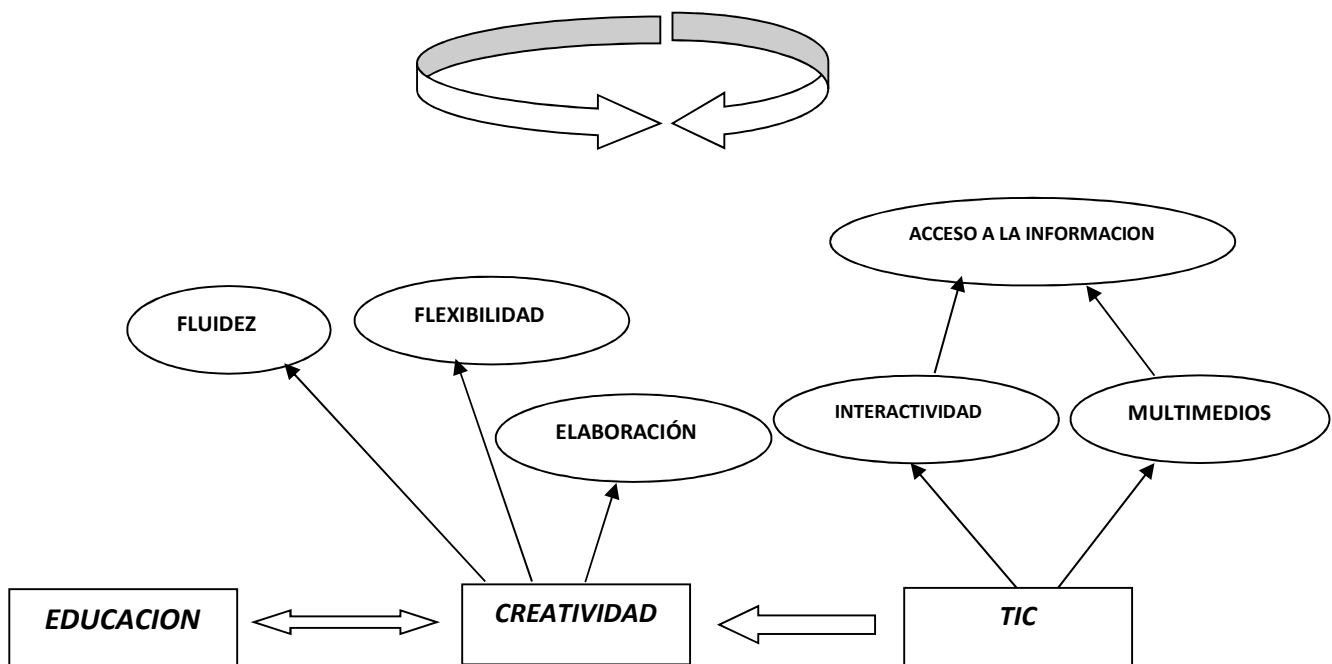 ACCESO A LA INFORMACION
FLUIDEZ
FLEXIBILIDAD
ELABORACIÓN
INTERACTIVIDAD
MULTIMEDIOS
EDUCACION
CREATIVIDAD
TIC